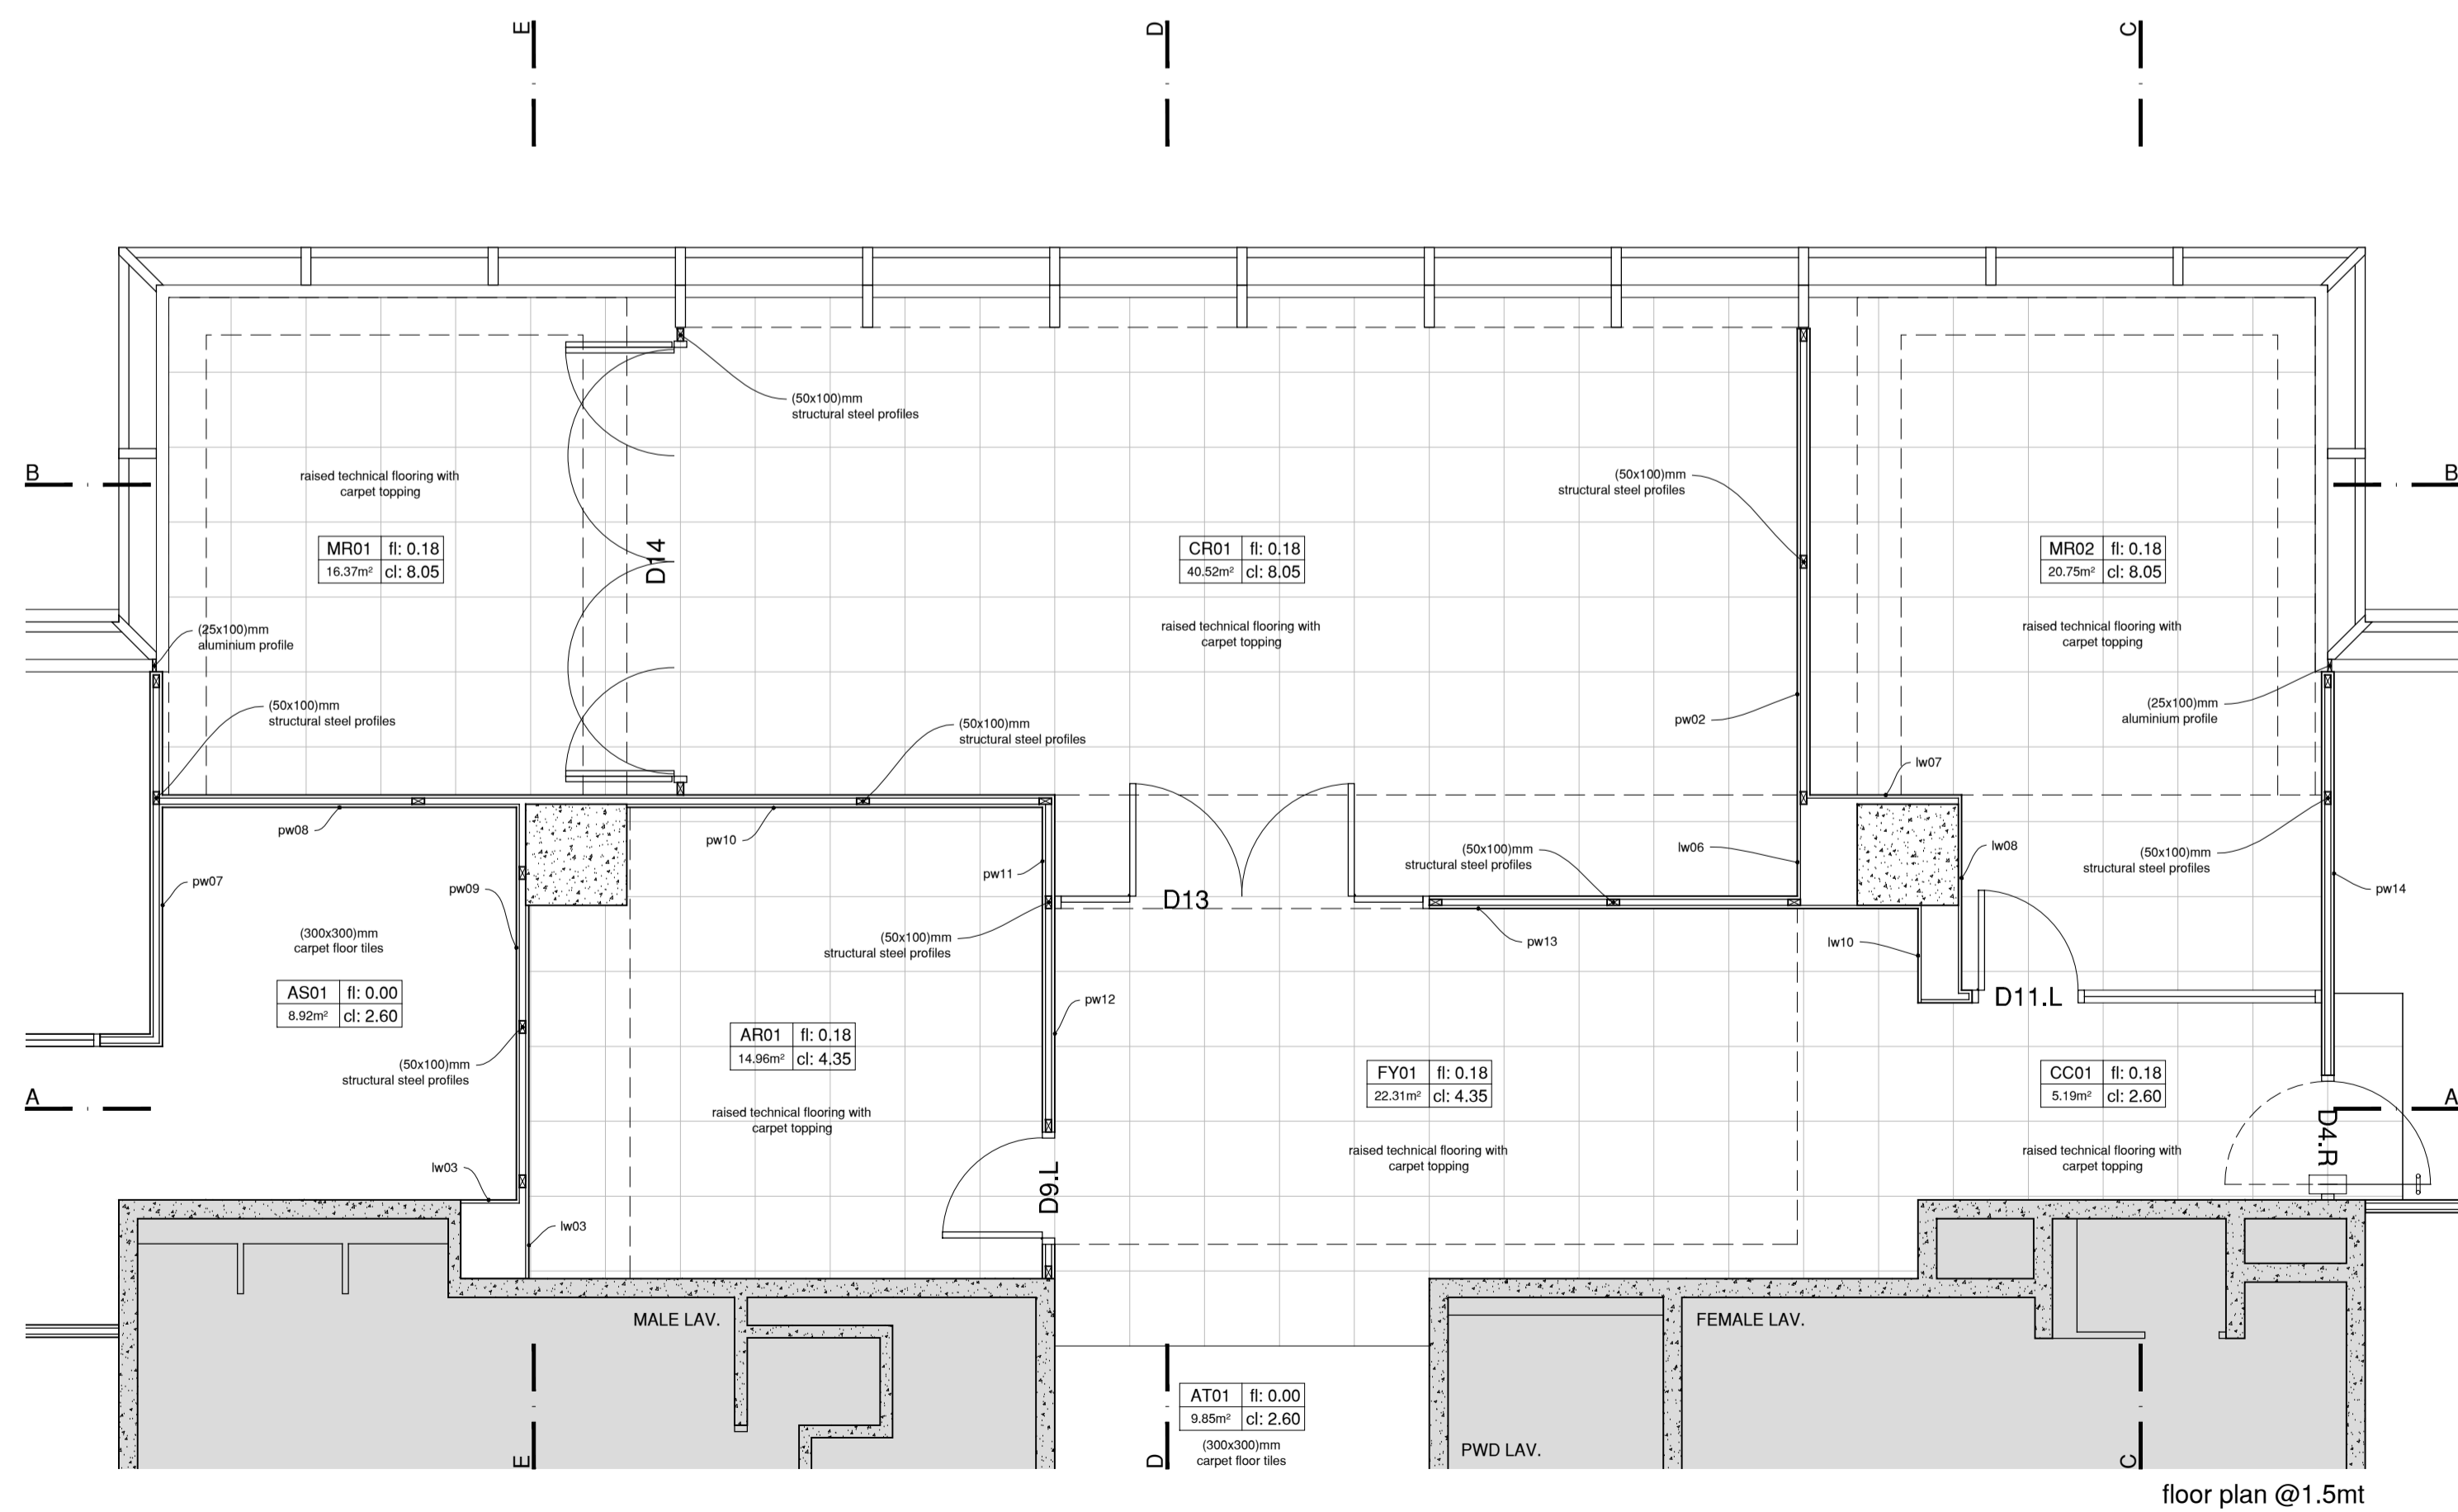 E
D
C
(50x100)mm
structural steel profiles
B
raised technical flooring with
carpet topping
(50x100)mm
structural steel profiles
B
MR01 fl: 0.18
16.37m² cl: 8.05
D14
CR01 fl: 0.18
40.52m² cl: 8.05
MR02 fl: 0.18
20.75m² cl: 8.05
(25x100)mm
aluminium profile
raised technical flooring with
carpet topping
raised technical flooring with
carpet topping
(50x100)mm
structural steel profiles
(50x100)mm
structural steel profiles
pw02
(25x100)mm
aluminium profile
lw07
pw08
pw10
pw07
pw09
pw11
D13
(50x100)mm
structural steel profiles
lw06
lw08
(50x100)mm
structural steel profiles
pw14
(300x300)mm
carpet floor tiles
(50x100)mm
structural steel profiles
pw13
lw10
AS01 fl: 0.00
8.92m² cl: 2.60
pw12
D11.L
AR01 fl: 0.18
14.96m² cl: 4.35
(50x100)mm
structural steel profiles
FY01 fl: 0.18
22.31m² cl: 4.35
CC01 fl: 0.18
5.19m² cl: 2.60
A
A
raised technical flooring with
carpet topping
D4.R
lw03
D9.L
raised technical flooring with
carpet topping
raised technical flooring with
carpet topping
lw03
MALE LAV.
FEMALE LAV.
AT01 fl: 0.00
9.85m² cl: 2.60
(300x300)mm
carpet floor tiles
PWD LAV.
E
D
C
floor plan @1.5mt